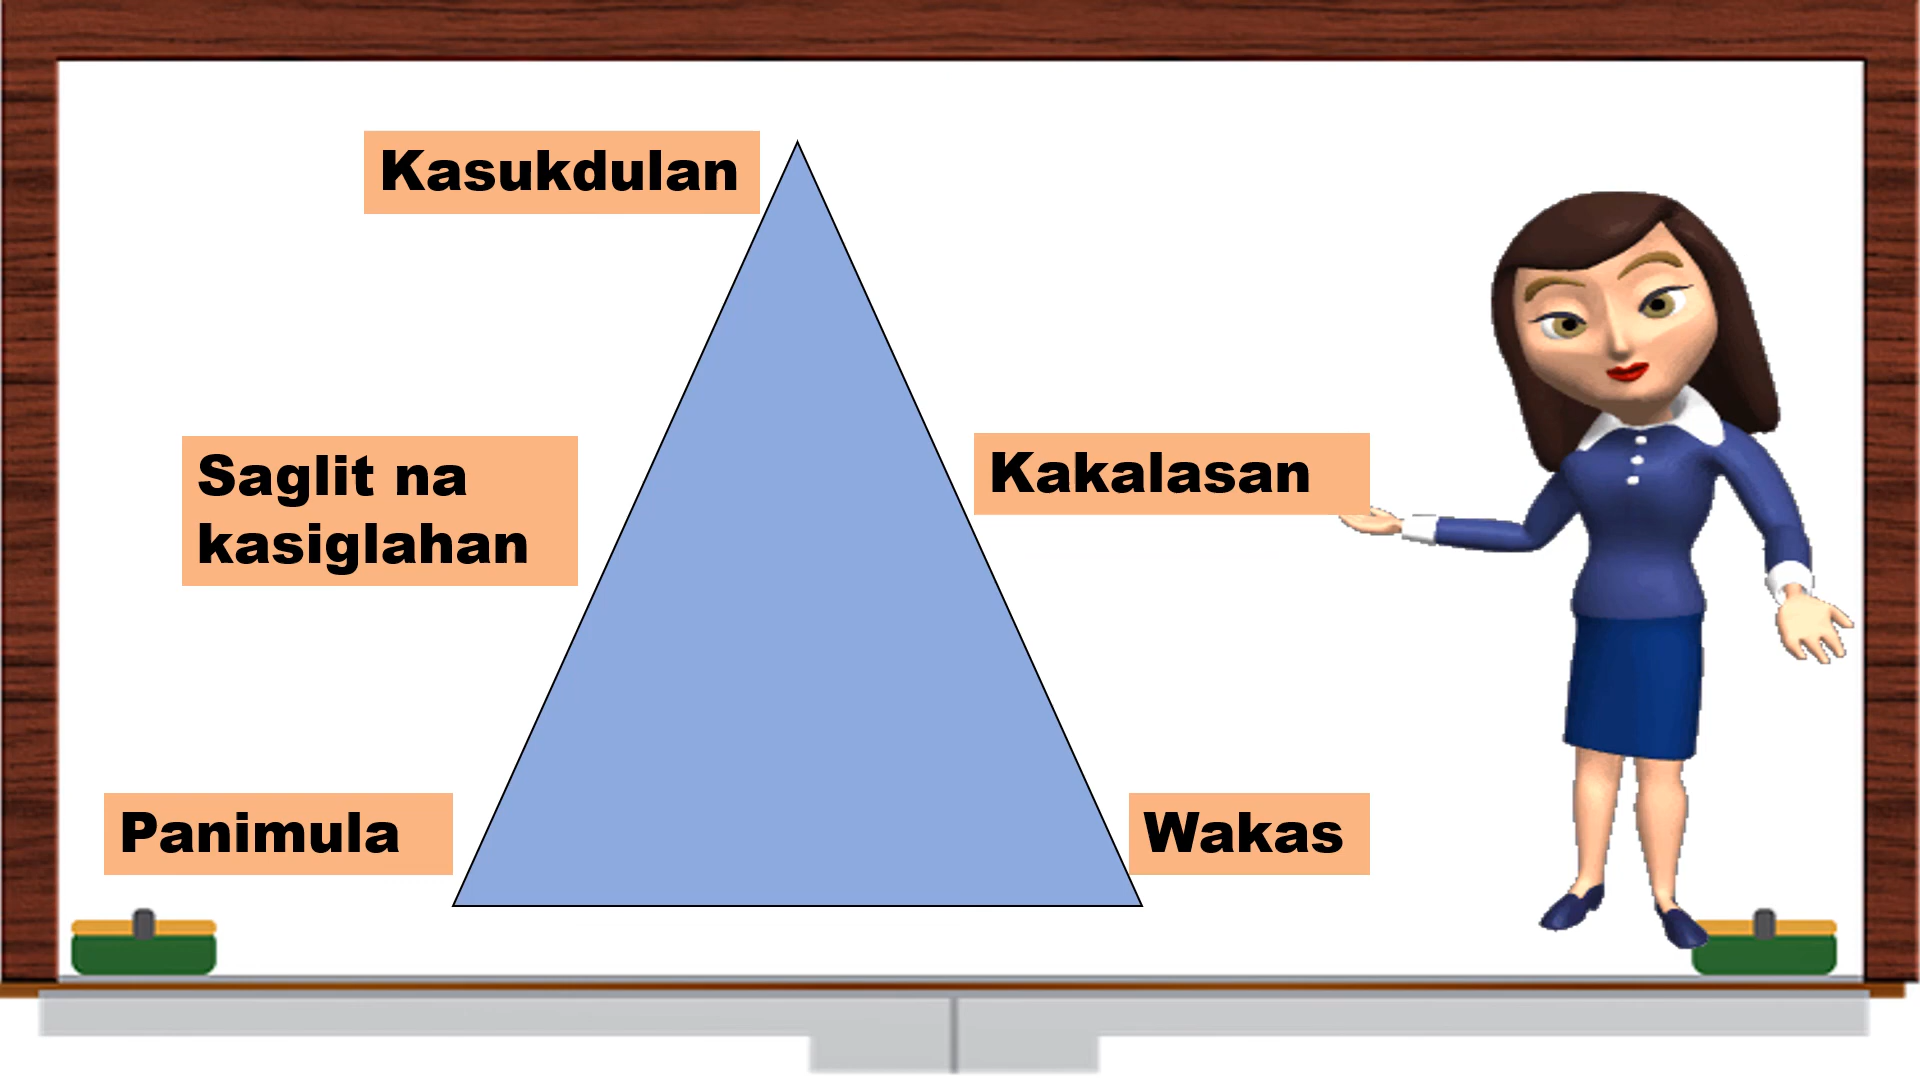 Kasukdulan
Saglit na
kasiglahan
Kakalasan
Panimula
Wakas